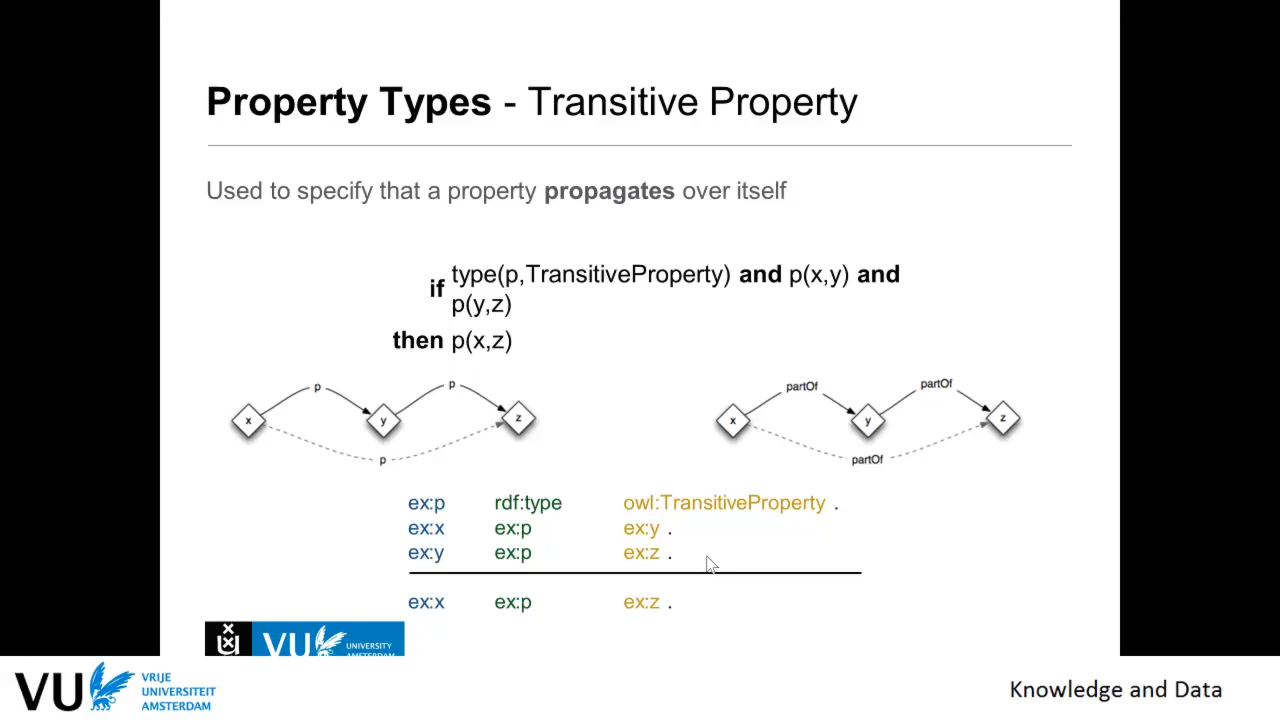 Property Types - Transitive Property
Used to specify that a property propagates over itself
if type(p,TransitiveProperty) and p(x,y) and
p(y,z)
then p(x,z)
p p
x y z
p
partOf partOf
x y z
partOf
ex:p rdf:type owl:TransitiveProperty .
ex:x ex:p ex:y .
ex:y ex:p ex:z .
ex:x ex:p ex:z .
VU UNIVERSITY
AMSTERDAM
VU VRIJE
UNIVERSITEIT
AMSTERDAM
Knowledge and Data